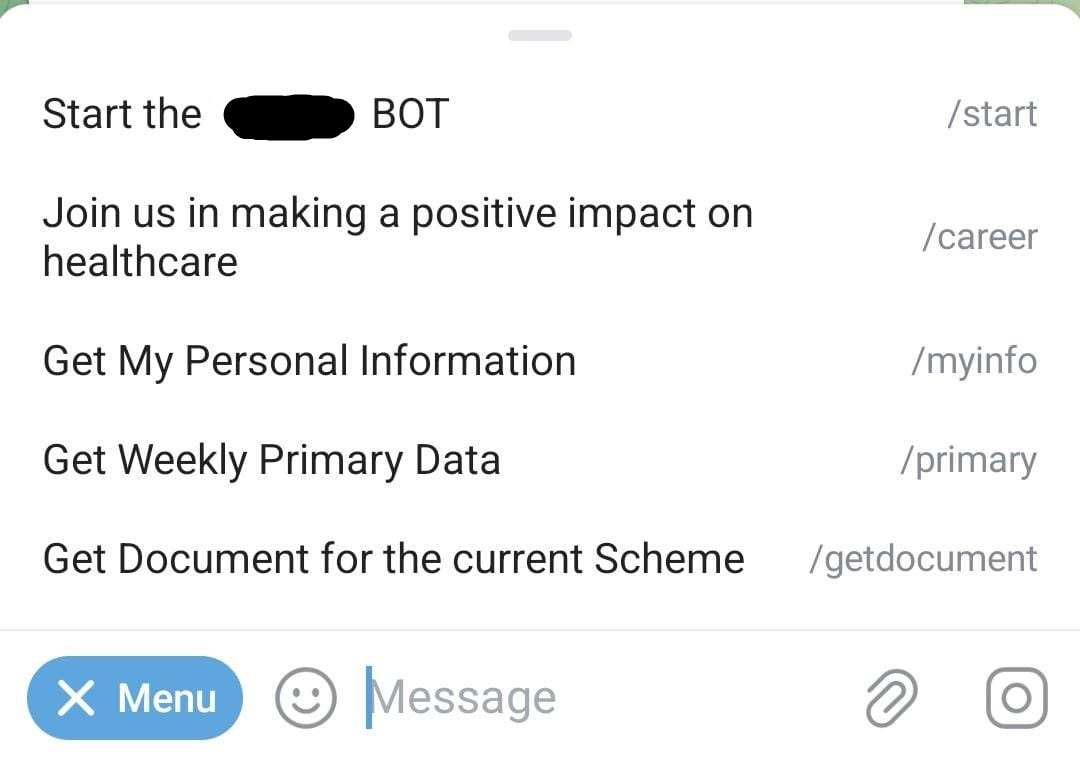 Start the BOT /start
Join us in making a positive impact on
healthcare /career
Get My Personal Information /myinfo
Get Weekly Primary Data /primary
Get Document for the current Scheme /getdocument
Menu Message